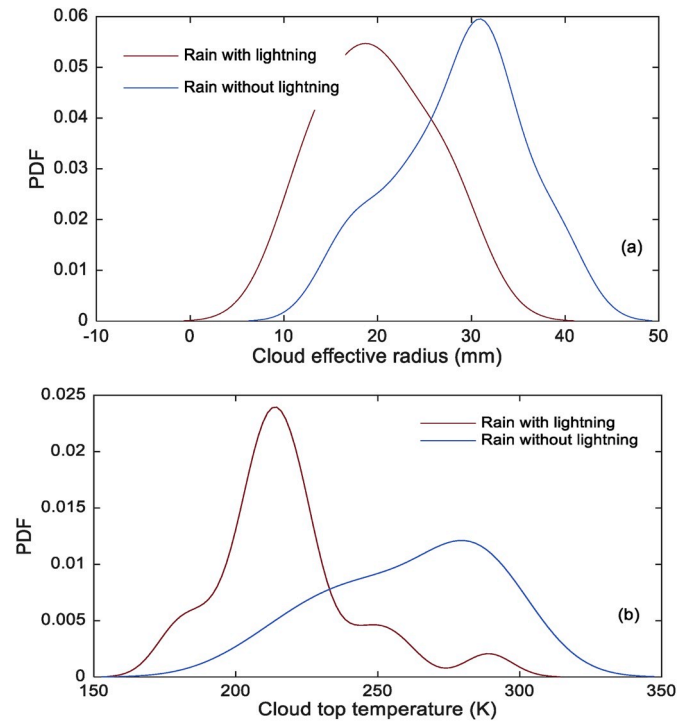 0.06
0.05
0.04
0.03
0.02
0.01
0
PDF
Rain with lightning
Rain without lightning
(a)
-10 0 10 20 30 40 50
Cloud effective radius (mm)
0.025
0.02
0.015
0.01
0.005
0
PDF
Rain with lightning
Rain without lightning
(b)
150 200 250 300 350
Cloud top temperature (K)